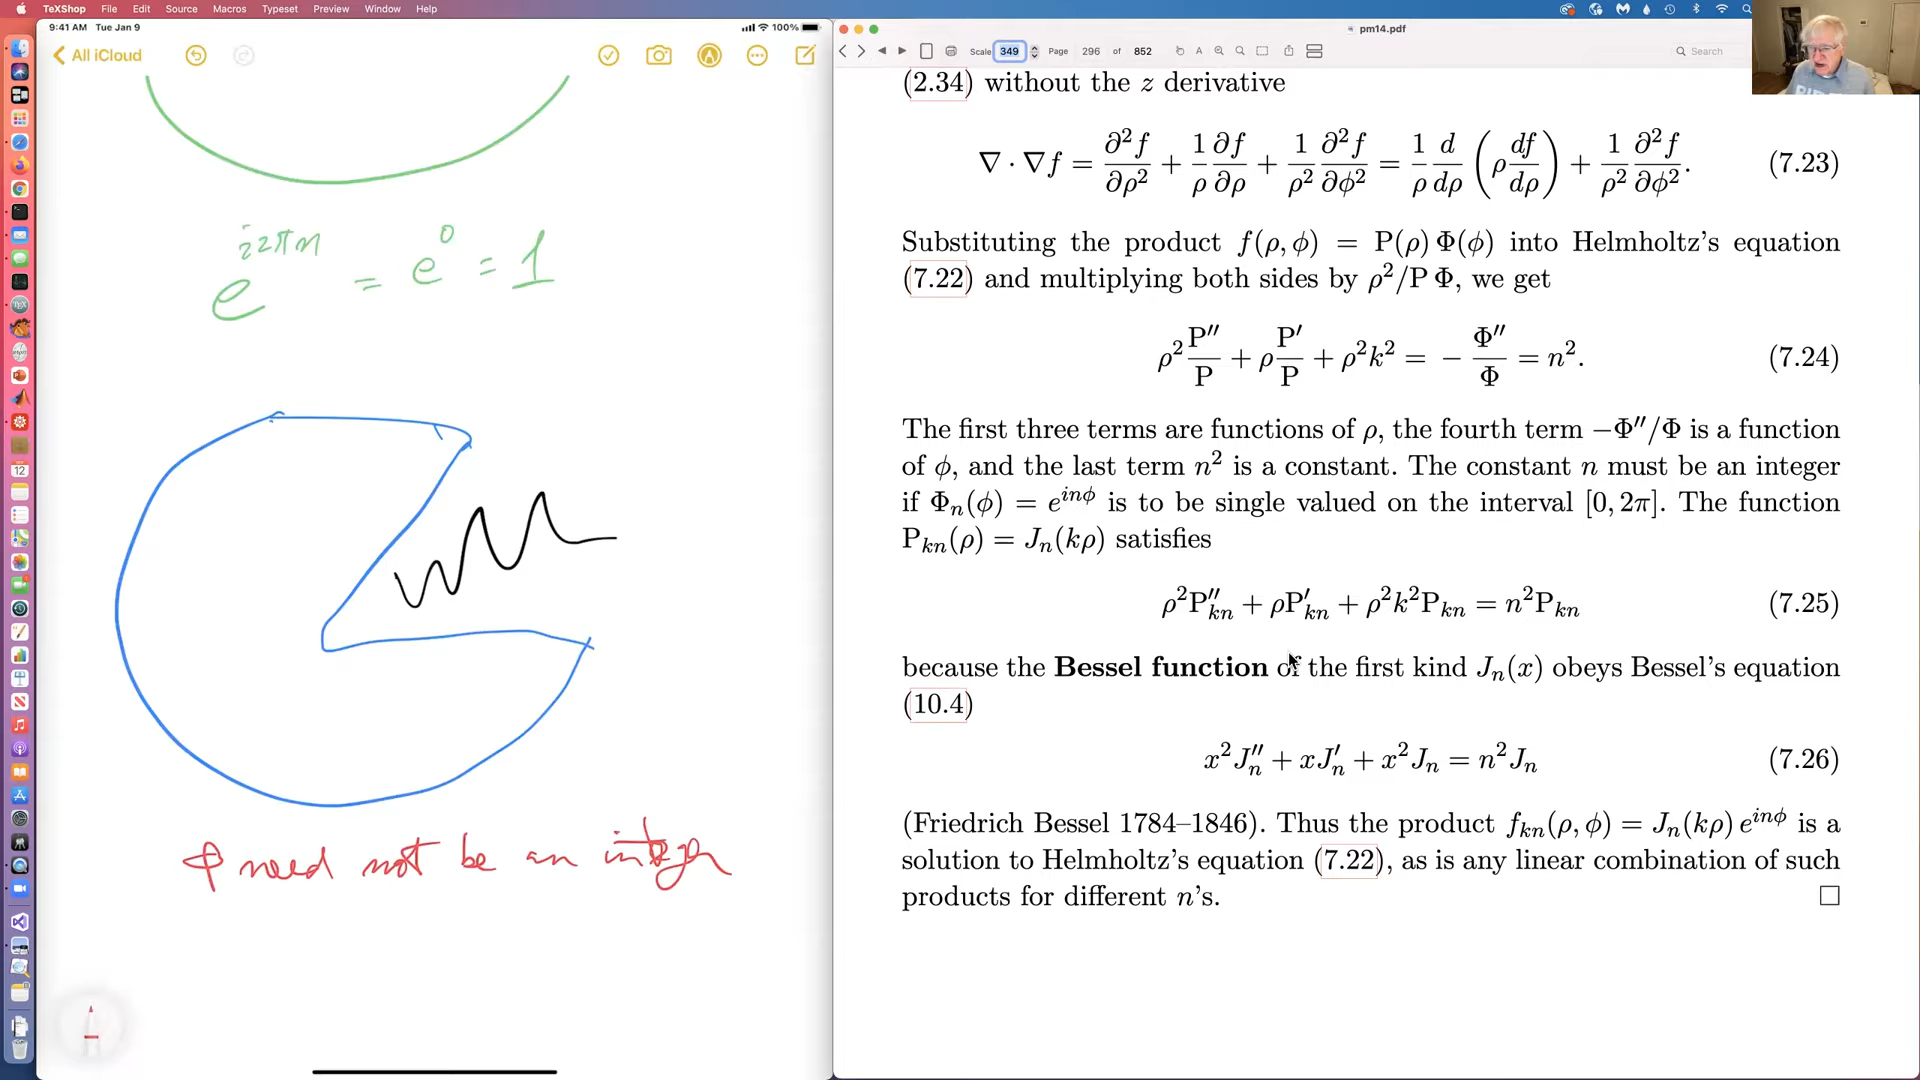 TeXShop File Edit Source Macros Typeset Preview Window Help
9:41 AM Tue Jan 9
100%
All iCloud
e^{i2πn} = e^0 = 1
need not be an integer
pm14.pdf
Scale 349 Page 296 of 852
Search
(2.34) without the z derivative
∇ · ∇f = ∂²f/∂ρ² + (1/ρ) ∂f/∂ρ + (1/ρ²) ∂²f/∂φ² = (1/ρ) d/dρ (ρ df/dρ) + (1/ρ²) ∂²f/∂φ². (7.23)
Substituting the product f(ρ, φ) = P(ρ) Φ(φ) into Helmholtz's equation
(7.22) and multiplying both sides by ρ²/P Φ, we get
ρ² P″/P + ρ P′/P + ρ²k² = − Φ″/Φ = n². (7.24)
The first three terms are functions of ρ, the fourth term −Φ″/Φ is a function
of φ, and the last term n² is a constant. The constant n must be an integer
if Φₙ(φ) = e^{inφ} is to be single valued on the interval [0, 2π]. The function
P_{kn}(ρ) = Jₙ(kρ) satisfies
ρ²P″_{kn} + ρP′_{kn} + ρ²k²P_{kn} = n²P_{kn} (7.25)
because the Bessel function of the first kind Jₙ(x) obeys Bessel's equation
(10.4)
x²J″ₙ + xJ′ₙ + x²Jₙ = n²Jₙ (7.26)
(Friedrich Bessel 1784–1846). Thus the product f_{kn}(ρ, φ) = Jₙ(kρ) e^{inφ} is a
solution to Helmholtz's equation (7.22), as is any linear combination of such
products for different n's. □